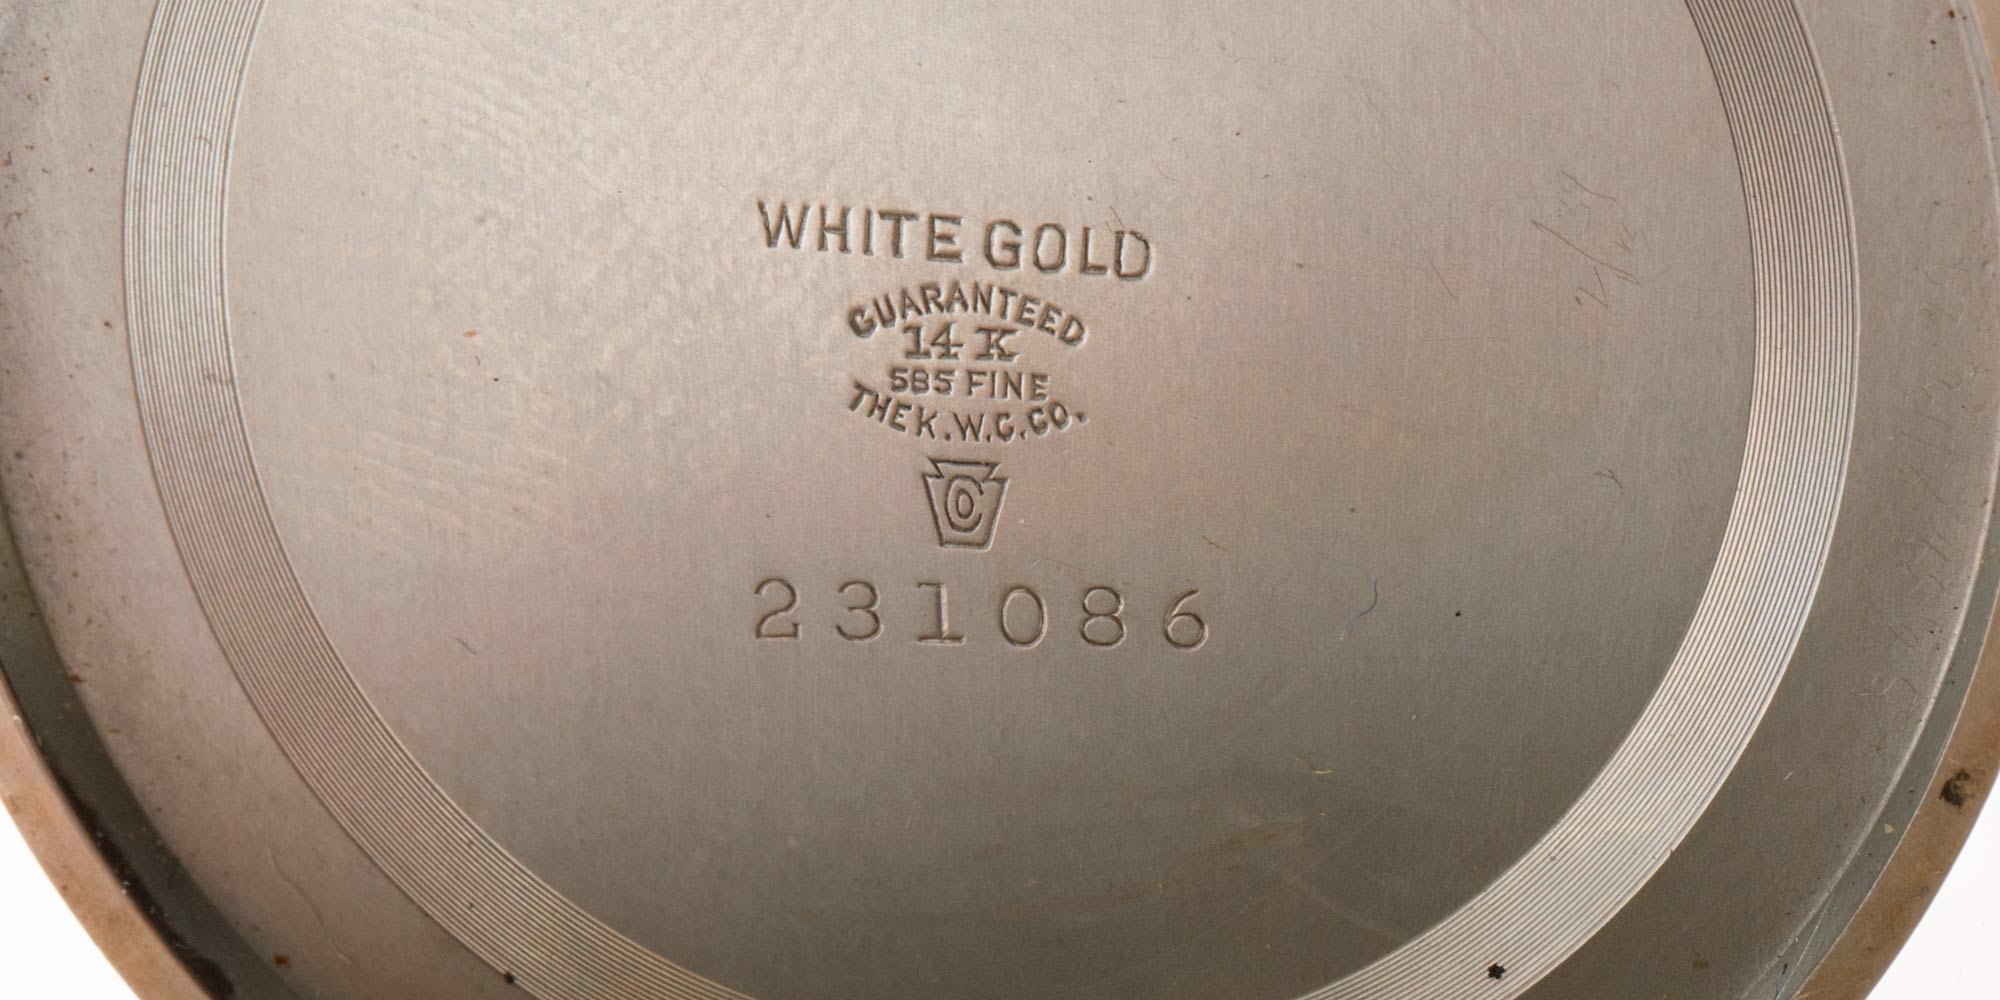 WHITE GOLD
GUARANTEED
14 K
585 FINE
THE K.W.C.CO.
C
231086